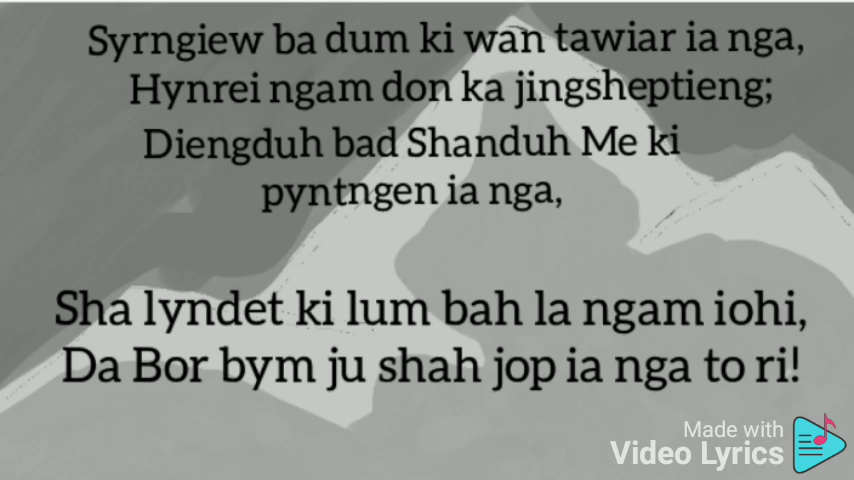 Syrngiew ba dum ki wan tawiar ia nga,
Hynrei ngam don ka jingsheptieng;
Diengduh bad Shanduh Me ki
pyntngen ia nga,
Sha lyndet ki lum bah la ngam iohi,
Da Bor bym ju shah jop ia nga to ri!
Made with
Video Lyrics